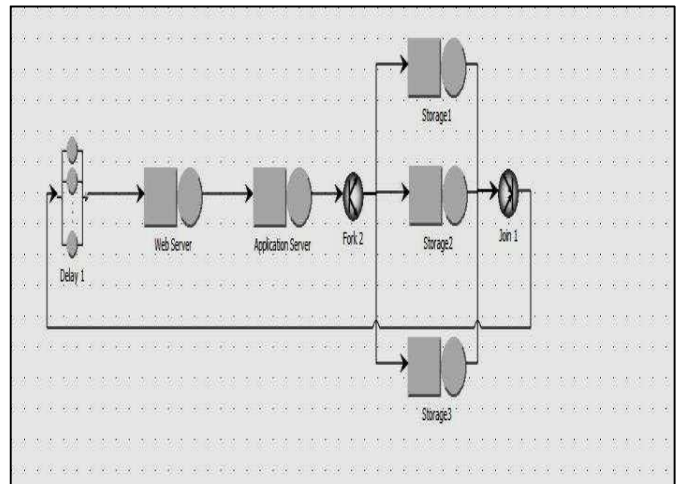 Storage1
Delay 1
Web Server
Application Server
Fork 2
Storage2
Join 1
Storage3